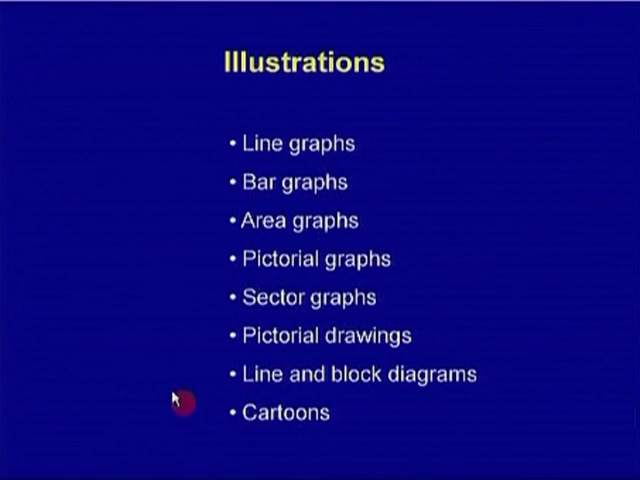 Illustrations
• Line graphs
• Bar graphs
• Area graphs
• Pictorial graphs
• Sector graphs
• Pictorial drawings
• Line and block diagrams
• Cartoons